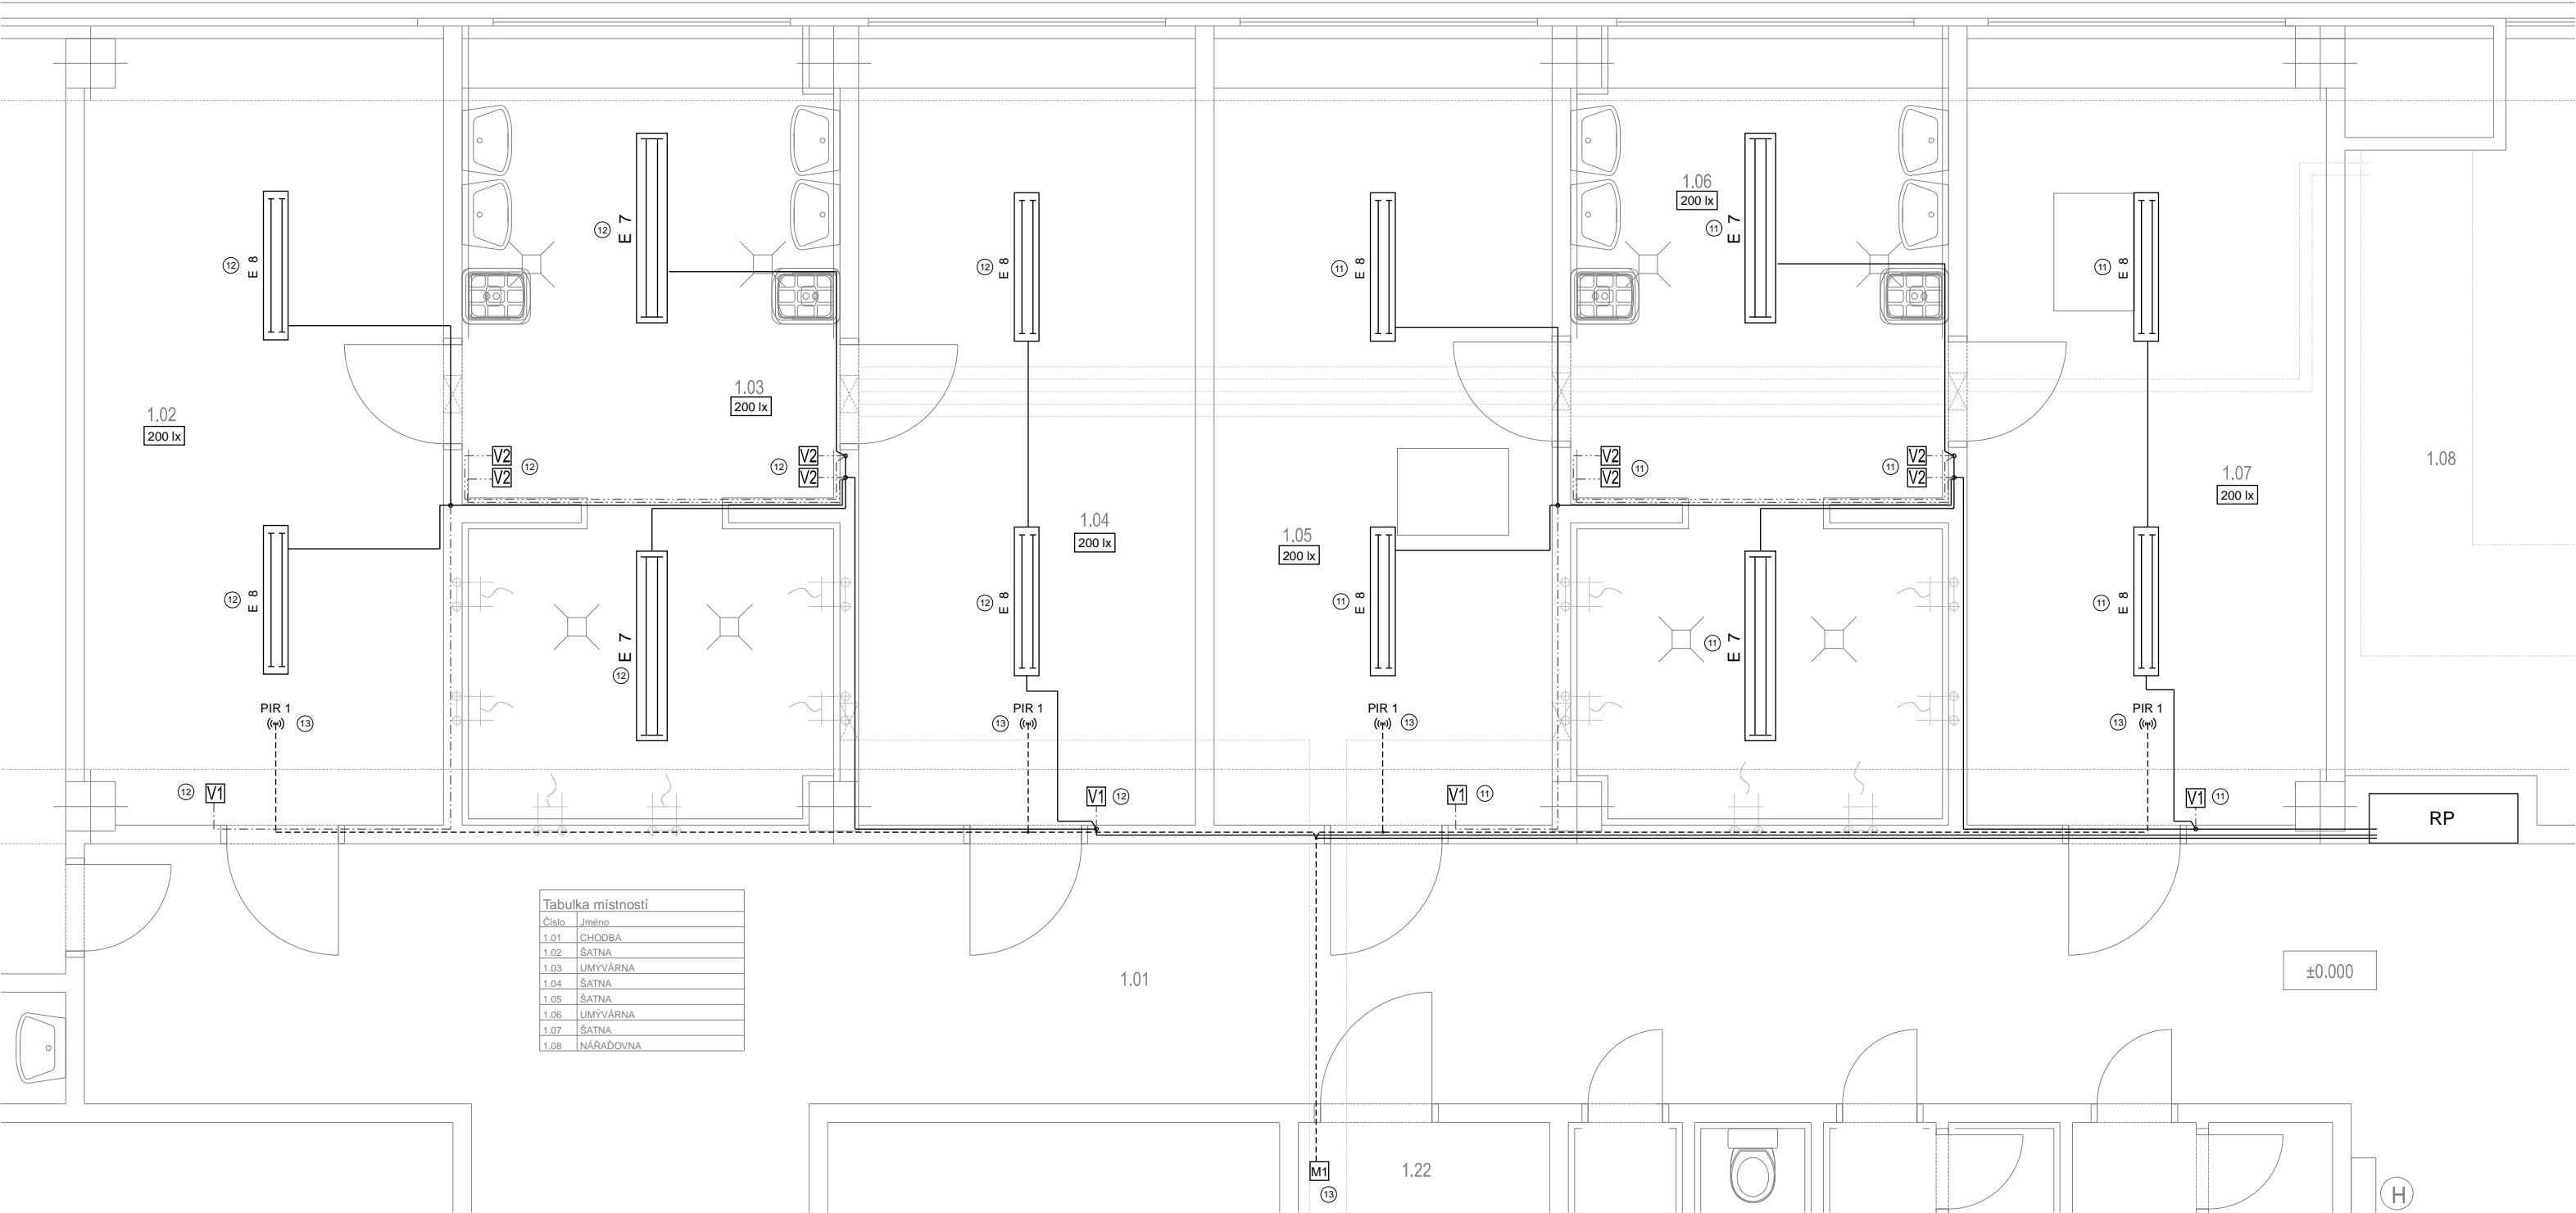 1.06
200 lx
E 7
12
E 7
11
E 8
12
E 8
12
E 8
11
E 8
11
1.03
200 lx
1.02
200 lx
V2
V2
12
V2
V2
12
V2
V2
11
V2
V2
11
1.08
1.07
200 lx
1.04
200 lx
1.05
200 lx
E 8
12
E 8
12
E 8
11
E 8
11
E 7
12
E 7
11
PIR 1
13
PIR 1
13
PIR 1
13
PIR 1
13
V1
12
V1
12
V1
11
V1
11
RP
Tabulka místností
Číslo Jméno
1.01 CHODBA
1.02 ŠATNA
1.03 UMÝVÁRNA
1.04 ŠATNA
1.05 ŠATNA
1.06 UMÝVÁRNA
1.07 ŠATNA
1.08 NÁŘAĎOVNA
1.01
±0.000
M1
13
1.22
H